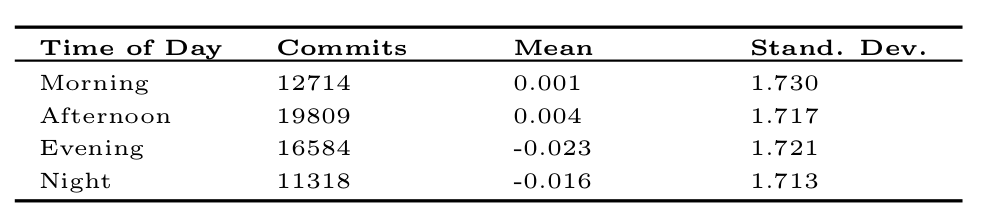 Time of Day Commits Mean Stand. Dev.
Morning 12714 0.001 1.730
Afternoon 19809 0.004 1.717
Evening 16584 -0.023 1.721
Night 11318 -0.016 1.713